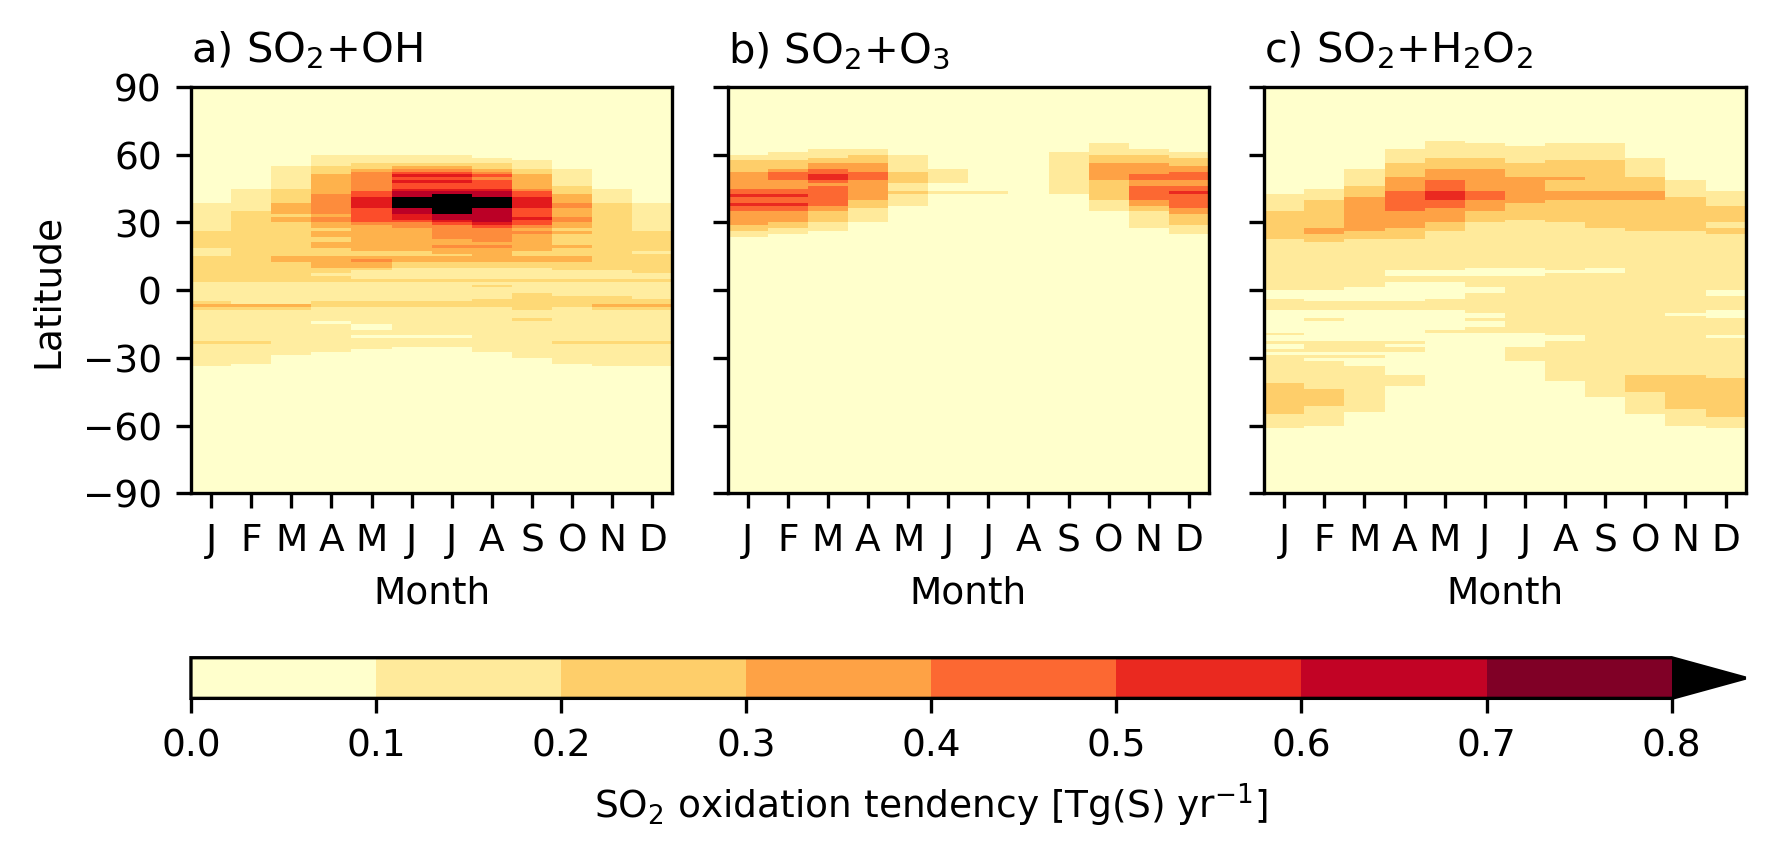 a) SO₂+OH
b) SO₂+O₃
c) SO₂+H₂O₂
90
60
30
0
−30
−60
−90
Latitude
J F M A M J J A S O N D
J F M A M J J A S O N D
J F M A M J J A S O N D
Month
Month
Month
0.0 0.1 0.2 0.3 0.4 0.5 0.6 0.7 0.8
SO₂ oxidation tendency [Tg(S) yr⁻¹]